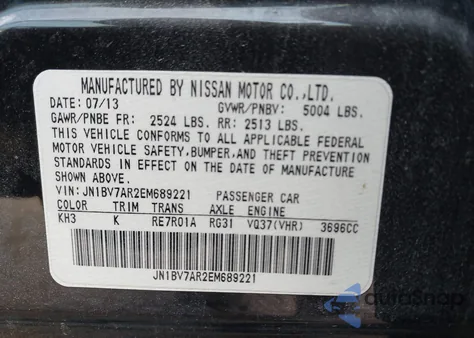 MANUFACTURED BY NISSAN MOTOR CO.,LTD.
DATE: 07/13 GVWR/PNBV: 5004 LBS.
GAWR/PNBE FR: 2524 LBS. RR: 2513 LBS.
THIS VEHICLE CONFORMS TO ALL APPLICABLE FEDERAL
MOTOR VEHICLE SAFETY, BUMPER, AND THEFT PREVENTION
STANDARDS IN EFFECT ON THE DATE OF MANUFACTURE
SHOWN ABOVE.
VIN: JN1BV7AR2EM689221 PASSENGER CAR
COLOR TRIM TRANS AXLE ENGINE
KH3 K RE7R01A RG31 VQ37(VHR) 3696CC
JN1BV7AR2EM689221
autosnap